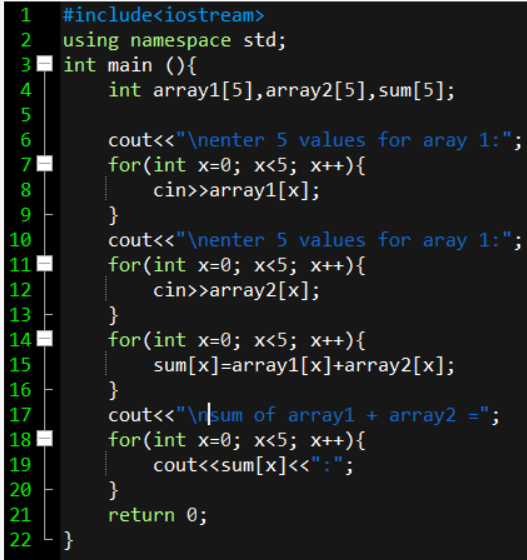 1 #include<iostream>
2 using namespace std;
3 int main (){
4 int array1[5],array2[5],sum[5];
5
6 cout<<"\nenter 5 values for aray 1:";
7 for(int x=0; x<5; x++){
8 cin>>array1[x];
9 }
10 cout<<"\nenter 5 values for aray 1:";
11 for(int x=0; x<5; x++){
12 cin>>array2[x];
13 }
14 for(int x=0; x<5; x++){
15 sum[x]=array1[x]+array2[x];
16 }
17 cout<<"\nsum of array1 + array2 =";
18 for(int x=0; x<5; x++){
19 cout<<sum[x]<<":";
20 }
21 return 0;
22 }